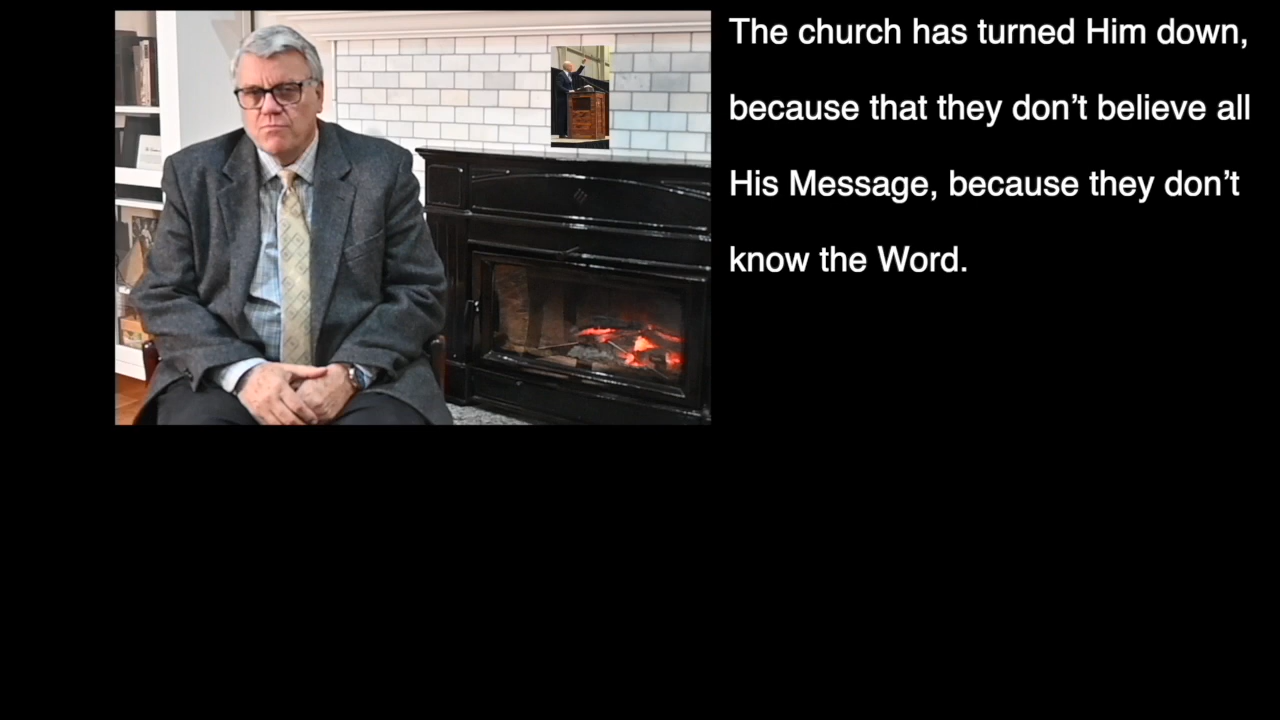 The church has turned Him down,
because that they don’t believe all
His Message, because they don’t
know the Word.